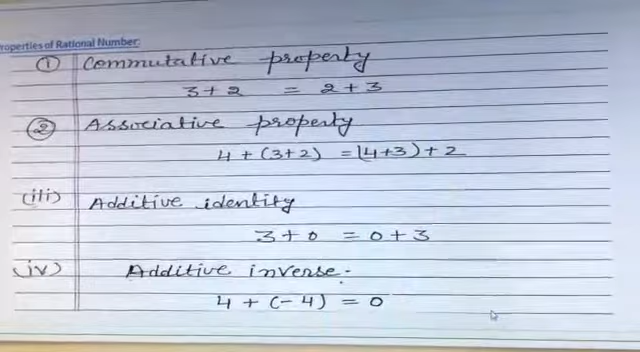 roperties of Rational Number:
① Commutative property
3+2 = 2+3
② Associative property
4+(3+2) = (4+3)+2
(iii) Additive identity
3+0 = 0+3
iv) Additive inverse.
4+(-4) = 0